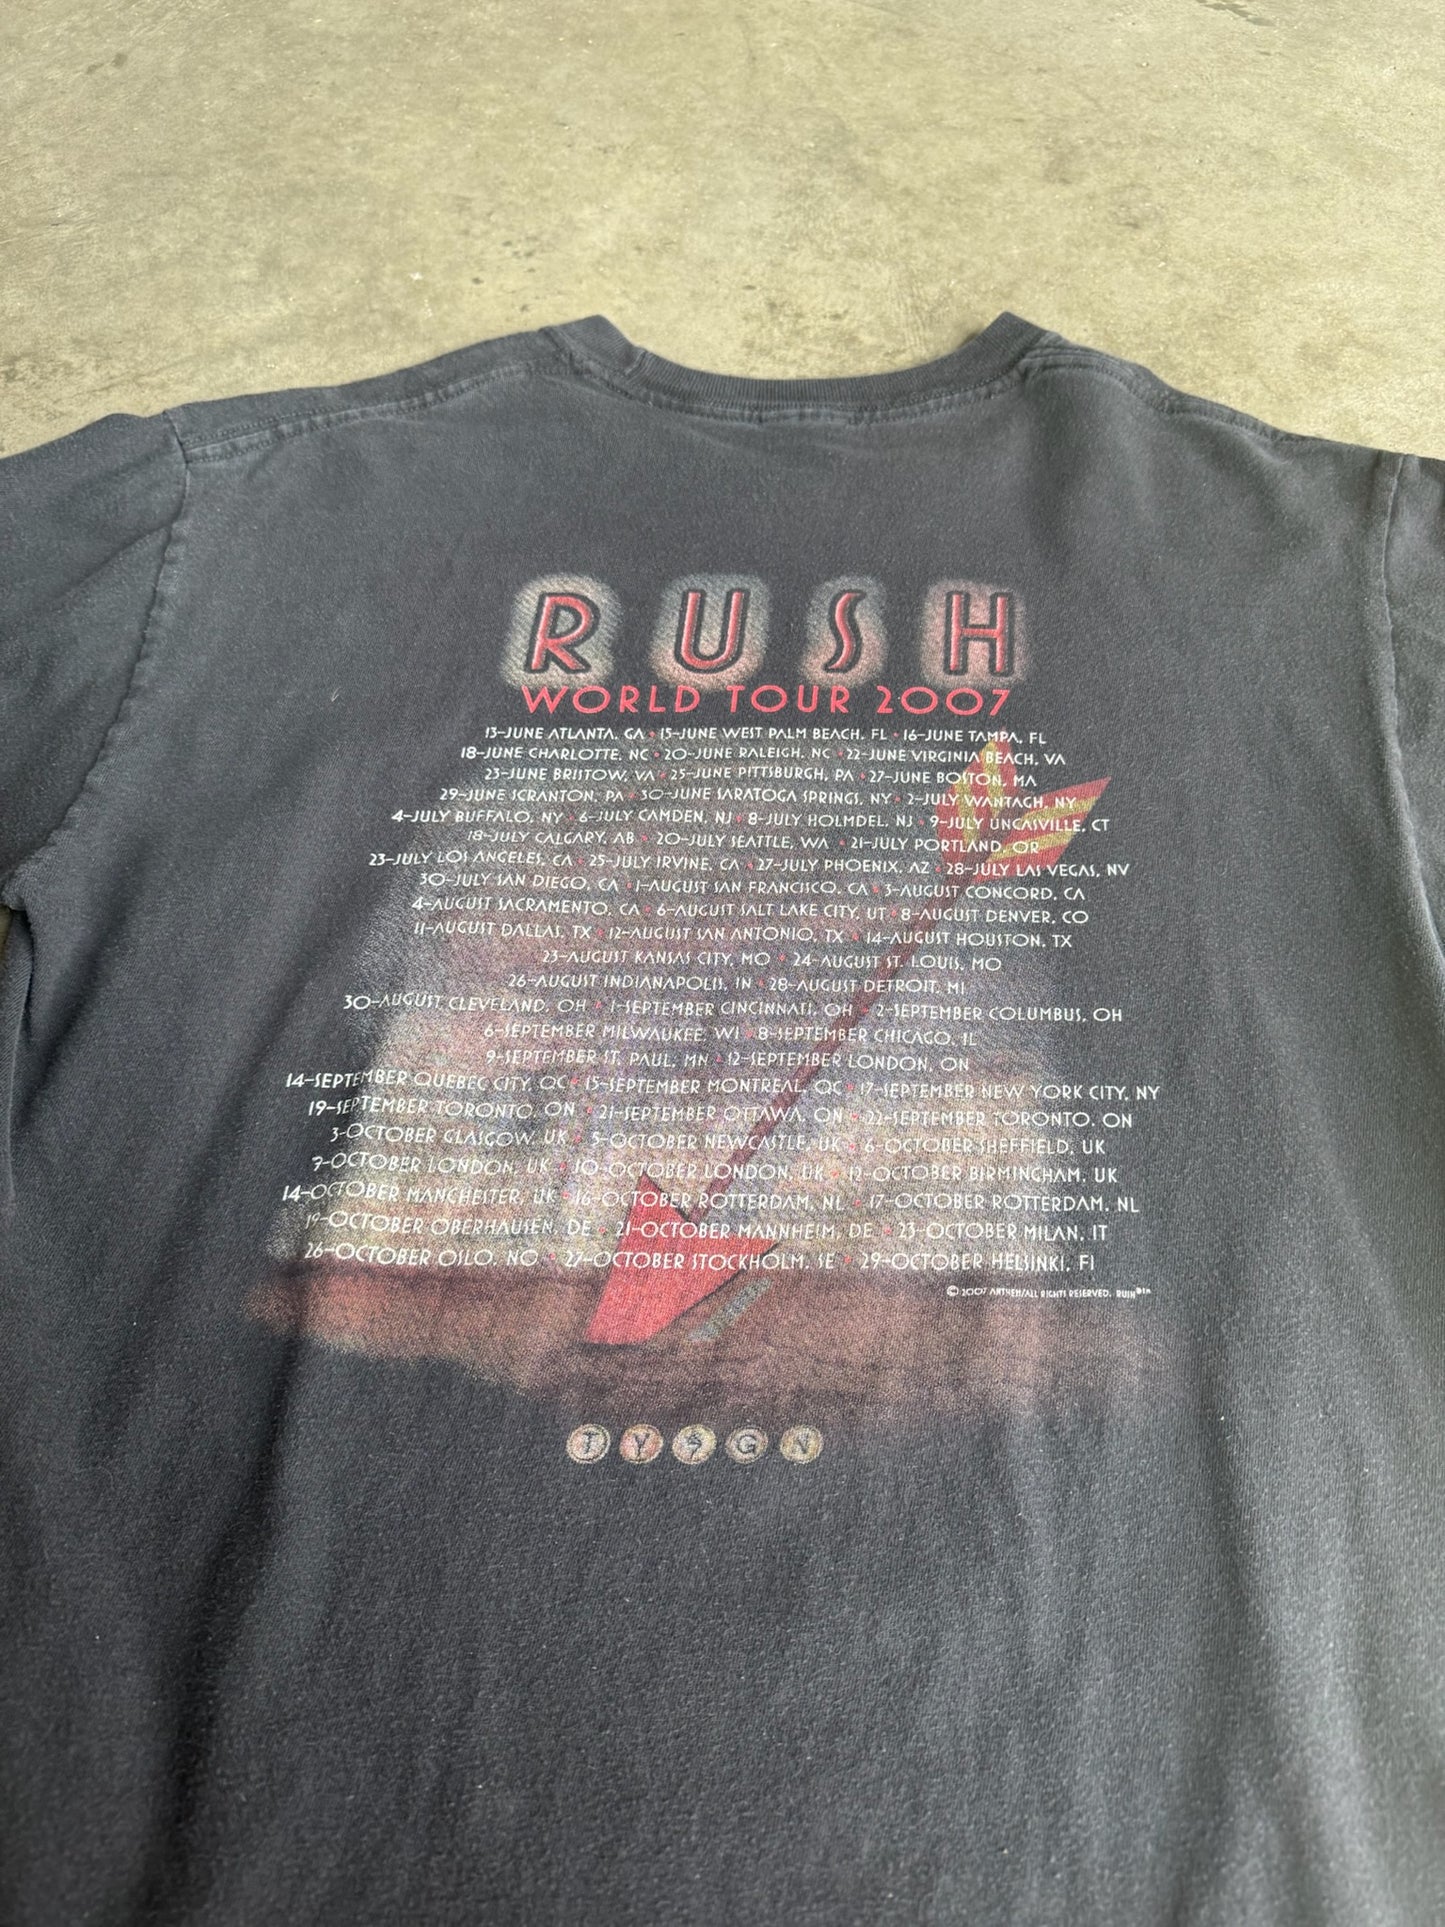 RUSH
WORLD TOUR 2007
13-JUNE ATLANTA, GA • 15-JUNE WEST PALM BEACH, FL • 16-JUNE TAMPA, FL
18-JUNE CHARLOTTE, NC • 20-JUNE RALEIGH, NC • 22-JUNE VIRGINIA BEACH, VA
23-JUNE BRISTOW, VA • 25-JUNE PITTSBURGH, PA • 27-JUNE BOSTON, MA
29-JUNE SCRANTON, PA • 30-JUNE SARATOGA SPRINGS, NY • 2-JULY WANTAGH, NY
4-JULY BUFFALO, NY • 6-JULY CAMDEN, NJ • 8-JULY HOLMDEL, NJ • 9-JULY UNCASVILLE, CT
18-JULY CALGARY, AB • 20-JULY SEATTLE, WA • 21-JULY PORTLAND, OR
23-JULY LOS ANGELES, CA • 25-JULY IRVINE, CA • 27-JULY PHOENIX, AZ • 28-JULY LAS VEGAS, NV
30-JULY SAN DIEGO, CA • 1-AUGUST SAN FRANCISCO, CA • 3-AUGUST CONCORD, CA
4-AUGUST SACRAMENTO, CA • 6-AUGUST SALT LAKE CITY, UT • 8-AUGUST DENVER, CO
11-AUGUST DALLAS, TX • 12-AUGUST SAN ANTONIO, TX • 14-AUGUST HOUSTON, TX
23-AUGUST KANSAS CITY, MO • 24-AUGUST ST. LOUIS, MO
26-AUGUST INDIANAPOLIS, IN • 28-AUGUST DETROIT, MI
30-AUGUST CLEVELAND, OH • 1-SEPTEMBER CINCINNATI, OH • 2-SEPTEMBER COLUMBUS, OH
6-SEPTEMBER MILWAUKEE, WI • 8-SEPTEMBER CHICAGO, IL
9-SEPTEMBER ST. PAUL, MN • 12-SEPTEMBER LONDON, ON
14-SEPTEMBER QUEBEC CITY, QC • 15-SEPTEMBER MONTREAL, QC • 17-SEPTEMBER NEW YORK CITY, NY
19-SEPTEMBER TORONTO, ON • 21-SEPTEMBER OTTAWA, ON • 22-SEPTEMBER TORONTO, ON
3-OCTOBER GLASGOW, UK • 5-OCTOBER NEWCASTLE, UK • 6-OCTOBER SHEFFIELD, UK
9-OCTOBER LONDON, UK • 10-OCTOBER LONDON, UK • 12-OCTOBER BIRMINGHAM, UK
14-OCTOBER MANCHESTER, UK • 16-OCTOBER ROTTERDAM, NL • 17-OCTOBER ROTTERDAM, NL
19-OCTOBER OBERHAUSEN, DE • 21-OCTOBER MANNHEIM, DE • 23-OCTOBER MILAN, IT
26-OCTOBER OSLO, NO • 27-OCTOBER STOCKHOLM, SE • 29-OCTOBER HELSINKI, FI
© 2007 ANTHEM/ALL RIGHTS RESERVED. RUSH